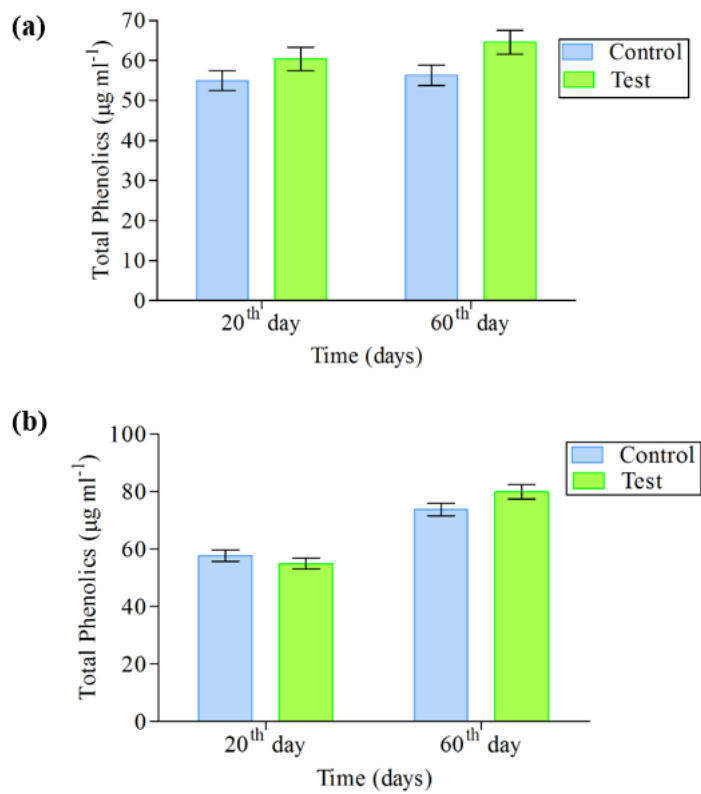 (a)
Total Phenolics (µg ml⁻¹)
70
60
50
40
30
20
10
0
Control
Test
20ᵗʰ day
60ᵗʰ day
Time (days)
(b)
Total Phenolics (µg ml⁻¹)
100
80
60
40
20
0
Control
Test
20ᵗʰ day
60ᵗʰ day
Time (days)